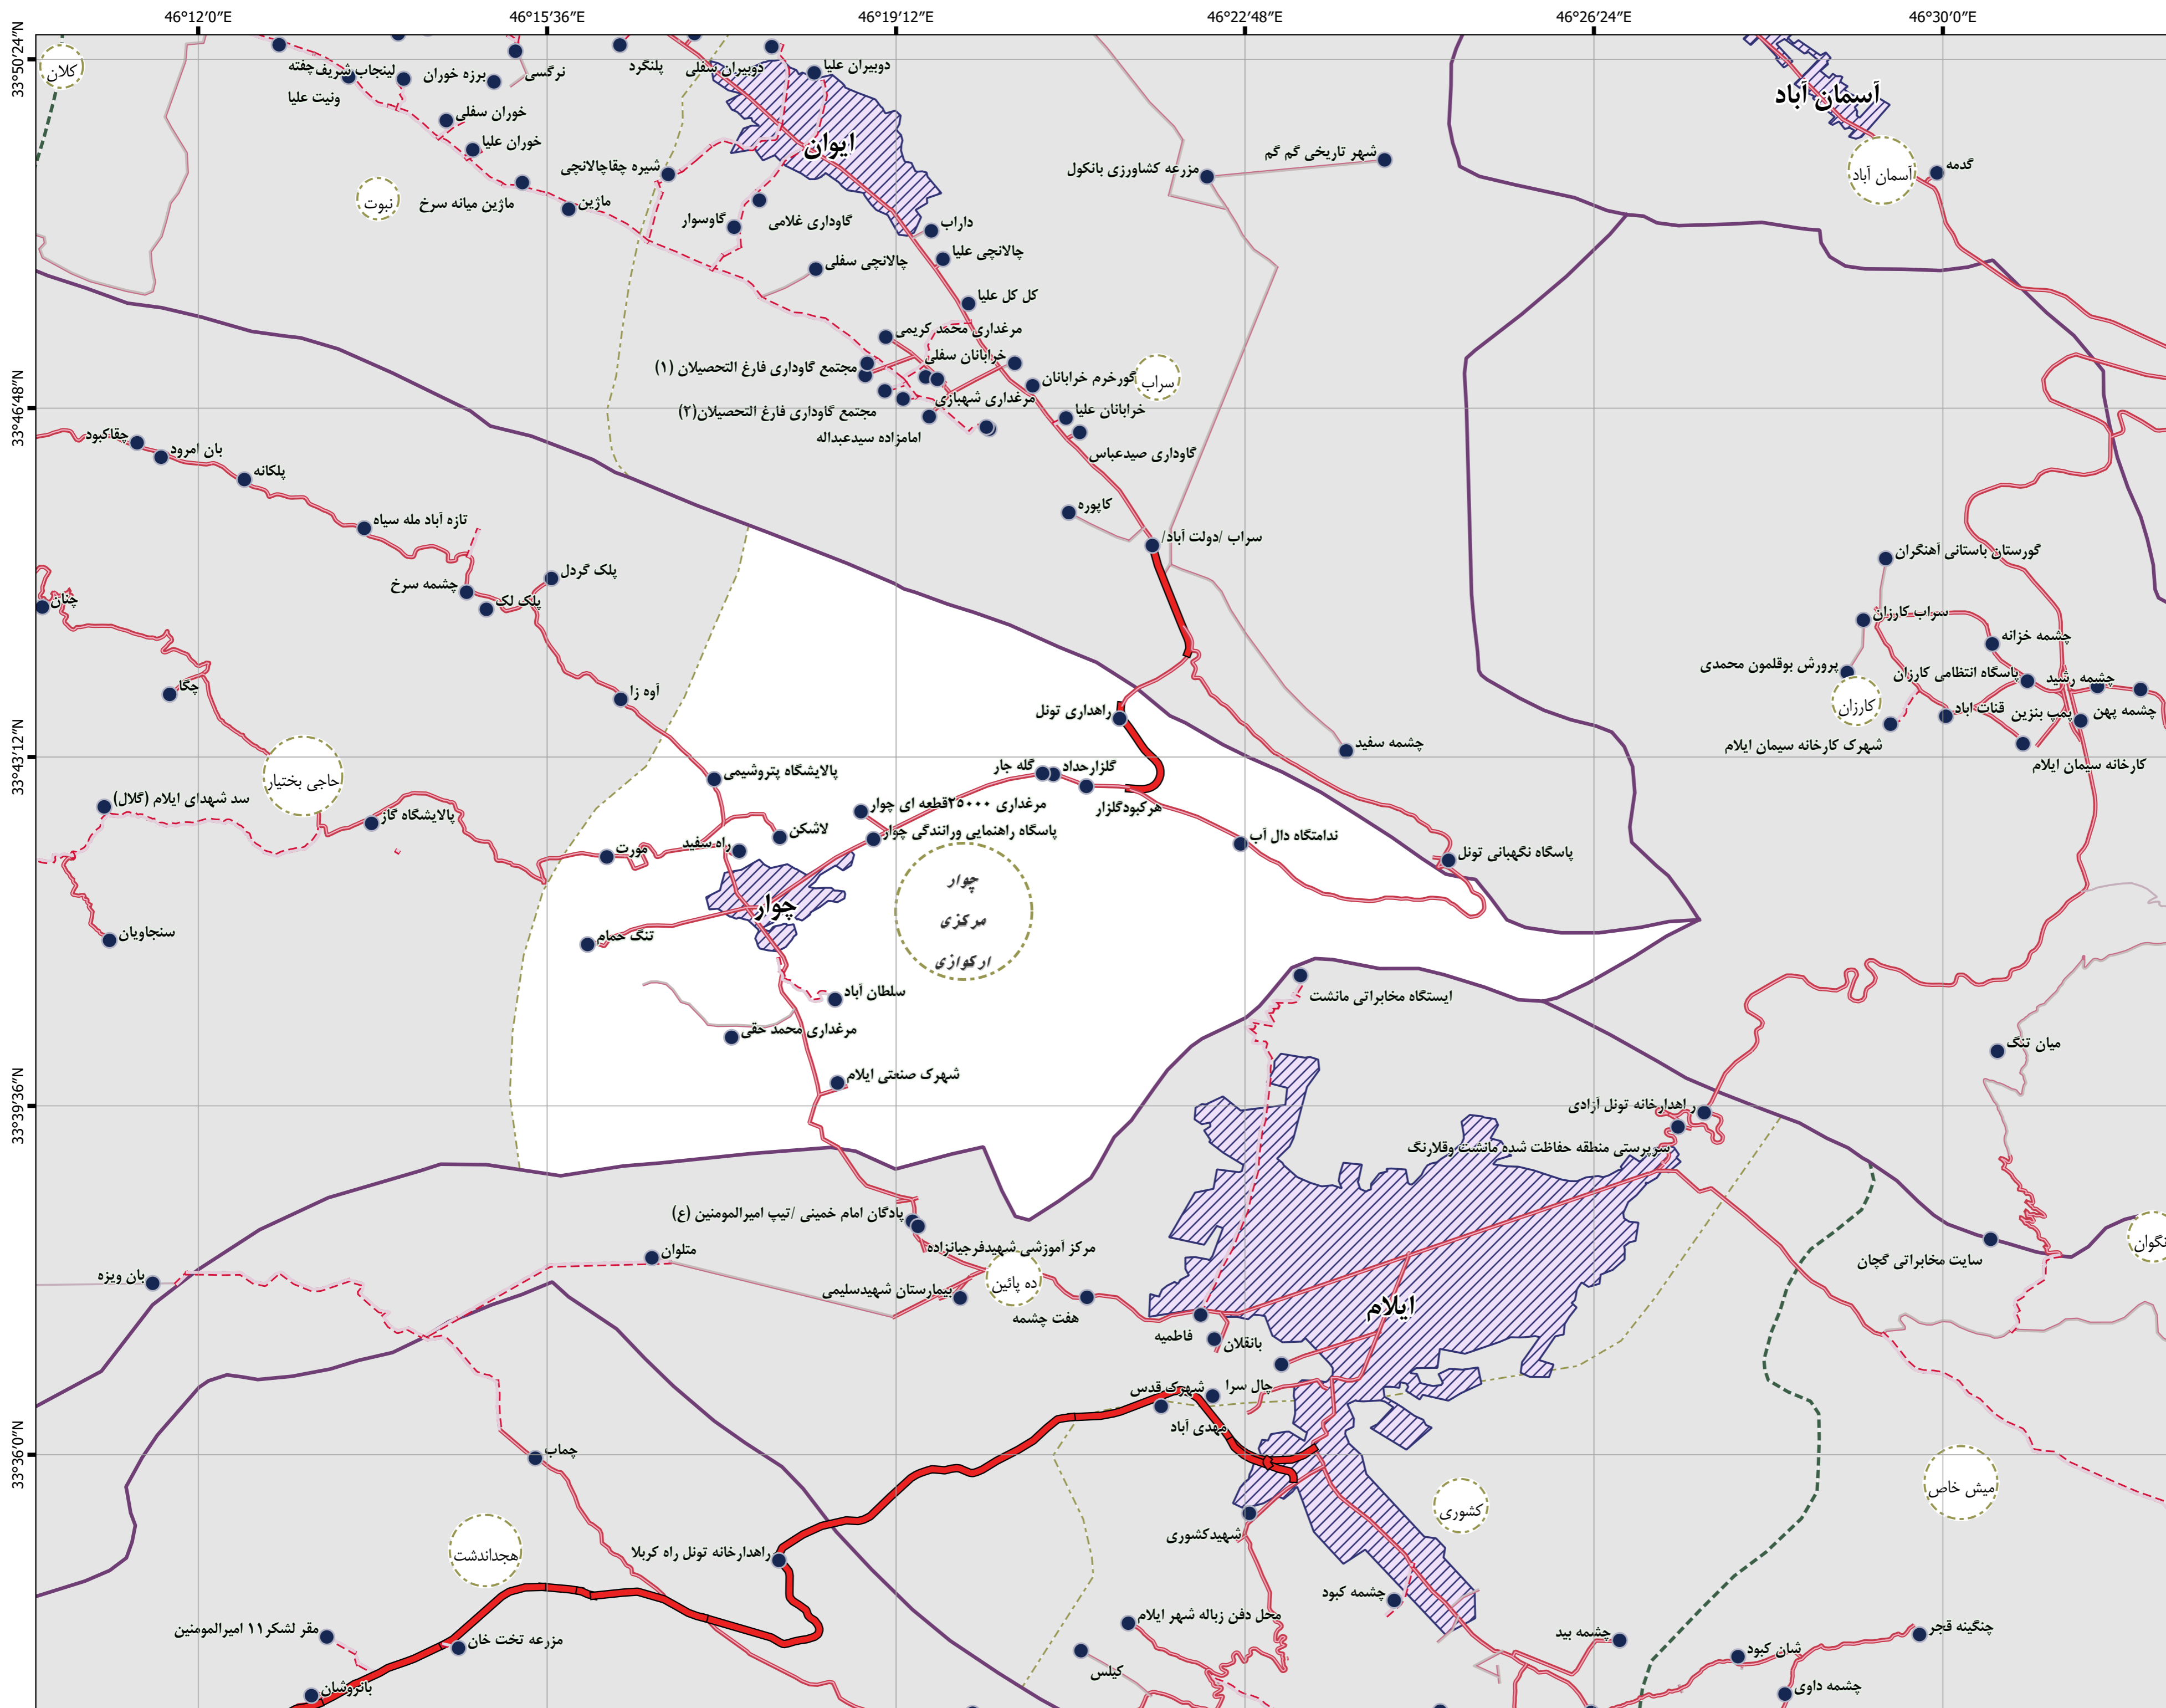 46°12′0″E
46°15′36″E
46°19′12″E
46°22′48″E
46°26′24″E
46°30′0″E
33°50′24″N
33°46′48″N
33°43′12″N
33°39′36″N
33°36′0″N
کلان
چفته
لینجاب شریف
ونیت علیا
برزه خوران
نرگسی
پلنگرد
دوبیران سفلی
دوبیران علیا
آسمان آباد
خوران سفلی
خوران علیا
ایوان
شیره چقاچالانچی
مزرعه کشاورزی بانکول
شهر تاریخی گم گم
آسمان آباد
گدمه
نبوت
ماژین میانه سرخ
ماژین
گاوسوار
گاوداری غلامی
داراب
چالانچی علیا
چالانچی سفلی
کل کل علیا
مرغداری محمد کریمی
خرابانان سفلی
مجتمع گاوداری فارغ التحصیلان (۱)
گورخرم خرابانان
سراب
مرغداری شهبازی
مجتمع گاوداری فارغ التحصیلان(۲)
خرابانان علیا
امامزاده سیدعبداله
گاوداری صیدعباس
چقاکبود
بان امرود
پلکانه
تازه آباد مله سیاه
کاپوره
سراب /دولت آباد/
گورستان باستانی آهنگران
پلک گردل
چشمه سرخ
پلک لک
چنان
سراب کارزان
چشمه خزانه
پرورش بوقلمون محمدی
پاسگاه انتظامی کارزان
چشمه رشید
چگا
آوه زا
راهداری تونل
کارزان
قنات اباد
پمپ بنزین
چشمه پهن
شهرک کارخانه سیمان ایلام
کارخانه سیمان ایلام
چشمه سفید
حاجی بختیار
پالایشگاه پتروشیمی
گله جار
گلزارحداد
هرکبودگلزار
سد شهدای ایلام (گلال)
پالایشگاه گاز
مرغداری ۲۵۰۰۰قطعه ای چوار
لاشکن
پاسگاه راهنمایی ورانندگی چوار
ندامتگاه دال آب
مورت
راه سفید
پاسگاه نگهبانی تونل
چوار
چوار
مرکزی
ارکوازی
سنجاویان
تنگ حمام
سلطان آباد
ایستگاه مخابراتی مانشت
مرغداری محمد حقی
میان تنگ
شهرک صنعتی ایلام
راهدارخانه تونل آزادی
سرپرستی منطقه حفاظت شده مانشت وقلارنگ
پادگان امام خمینی /تیپ امیرالمومنین (ع)
مرکز آموزشی شهیدفرجیانزاده
متلوان
بان ویزه
بیمارستان شهیدسلیمی
ده پائین
هفت چشمه
سایت مخابراتی گچان
نگوان
ایلام
فاطمیه
بانقلان
شهرک قدس
چال سرا
مهدی آباد
چماب
میش خاص
کشوری
شهیدکشوری
هجداندشت
راهدارخانه تونل راه کربلا
چشمه کبود
مقر لشکر۱۱ امیرالمومنین
مزرعه تخت خان
محل دفن زباله شهر ایلام
چشمه بید
چنگینه قجر
شان کبود
کیلس
بانروشان
چشمه داوی